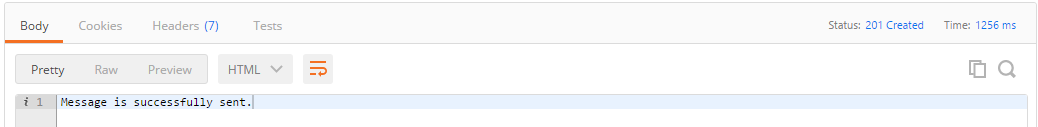 Body Cookies Headers (7) Tests Status: 201 Created Time: 1256 ms
Pretty Raw Preview HTML
i 1 Message is successfully sent.